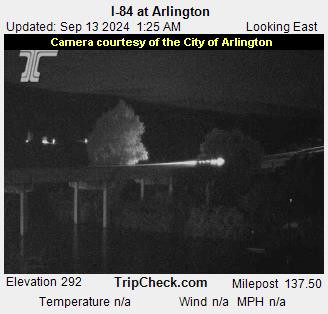 I-84 at Arlington
Updated: Sep 13 2024 1:25 AM Looking East
Camera courtesy of the City of Arlington
Elevation 292 TripCheck.com Milepost 137.50
Temperature n/a Wind n/a MPH n/a